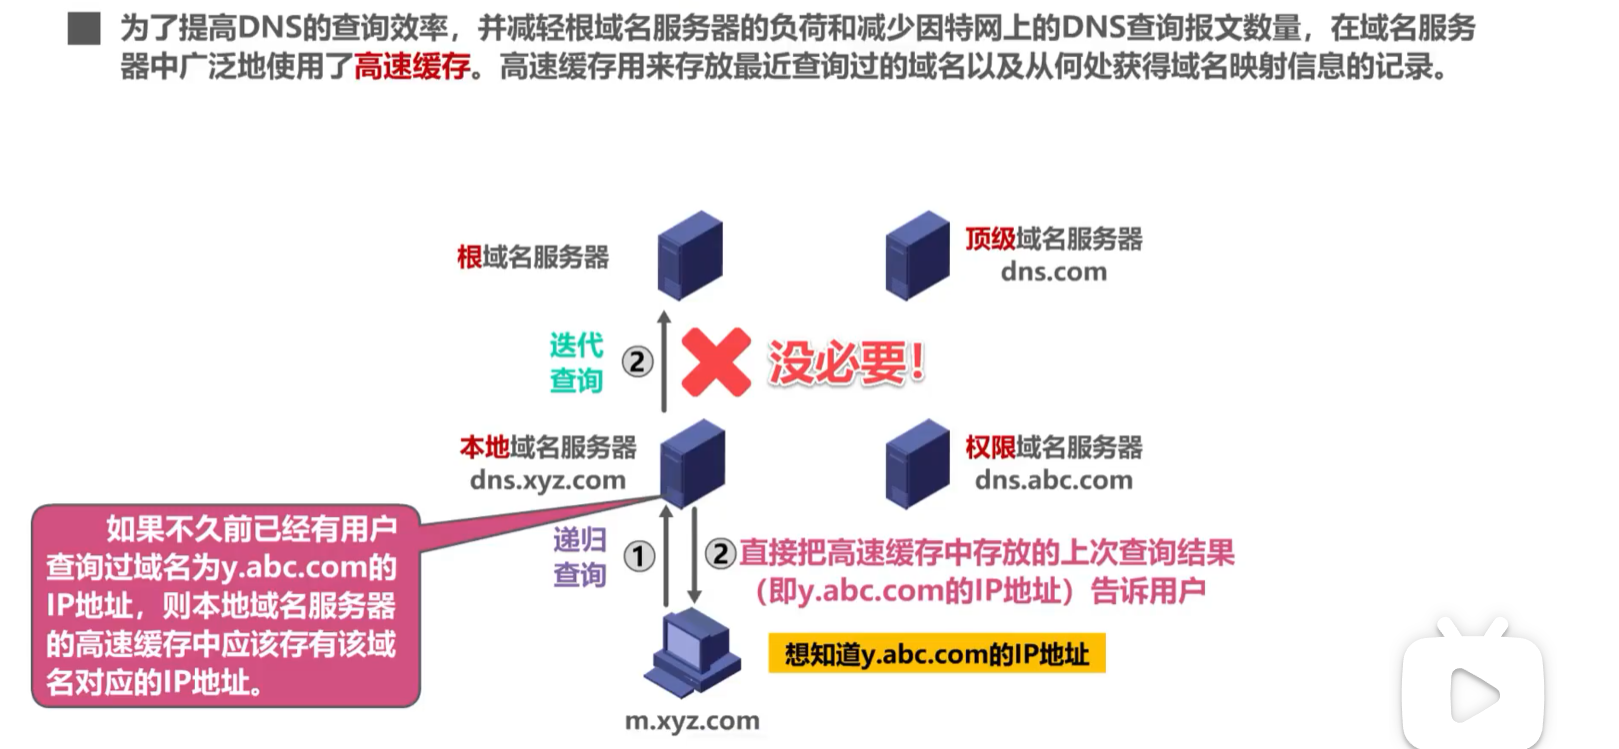 为了提高DNS的查询效率，并减轻根域名服务器的负荷和减少因特网上的DNS查询报文数量，在域名服务
器中广泛地使用了高速缓存。高速缓存用来存放最近查询过的域名以及从何处获得域名映射信息的记录。
根域名服务器
顶级域名服务器
dns.com
迭代
查询
②
没必要！
本地域名服务器
dns.xyz.com
权限域名服务器
dns.abc.com
如果不久前已经有用户
查询过域名为y.abc.com的
IP地址，则本地域名服务器
的高速缓存中应该存有该域
名对应的IP地址。
递归
查询
①
②直接把高速缓存中存放的上次查询结果
（即y.abc.com的IP地址）告诉用户
想知道y.abc.com的IP地址
m.xyz.com